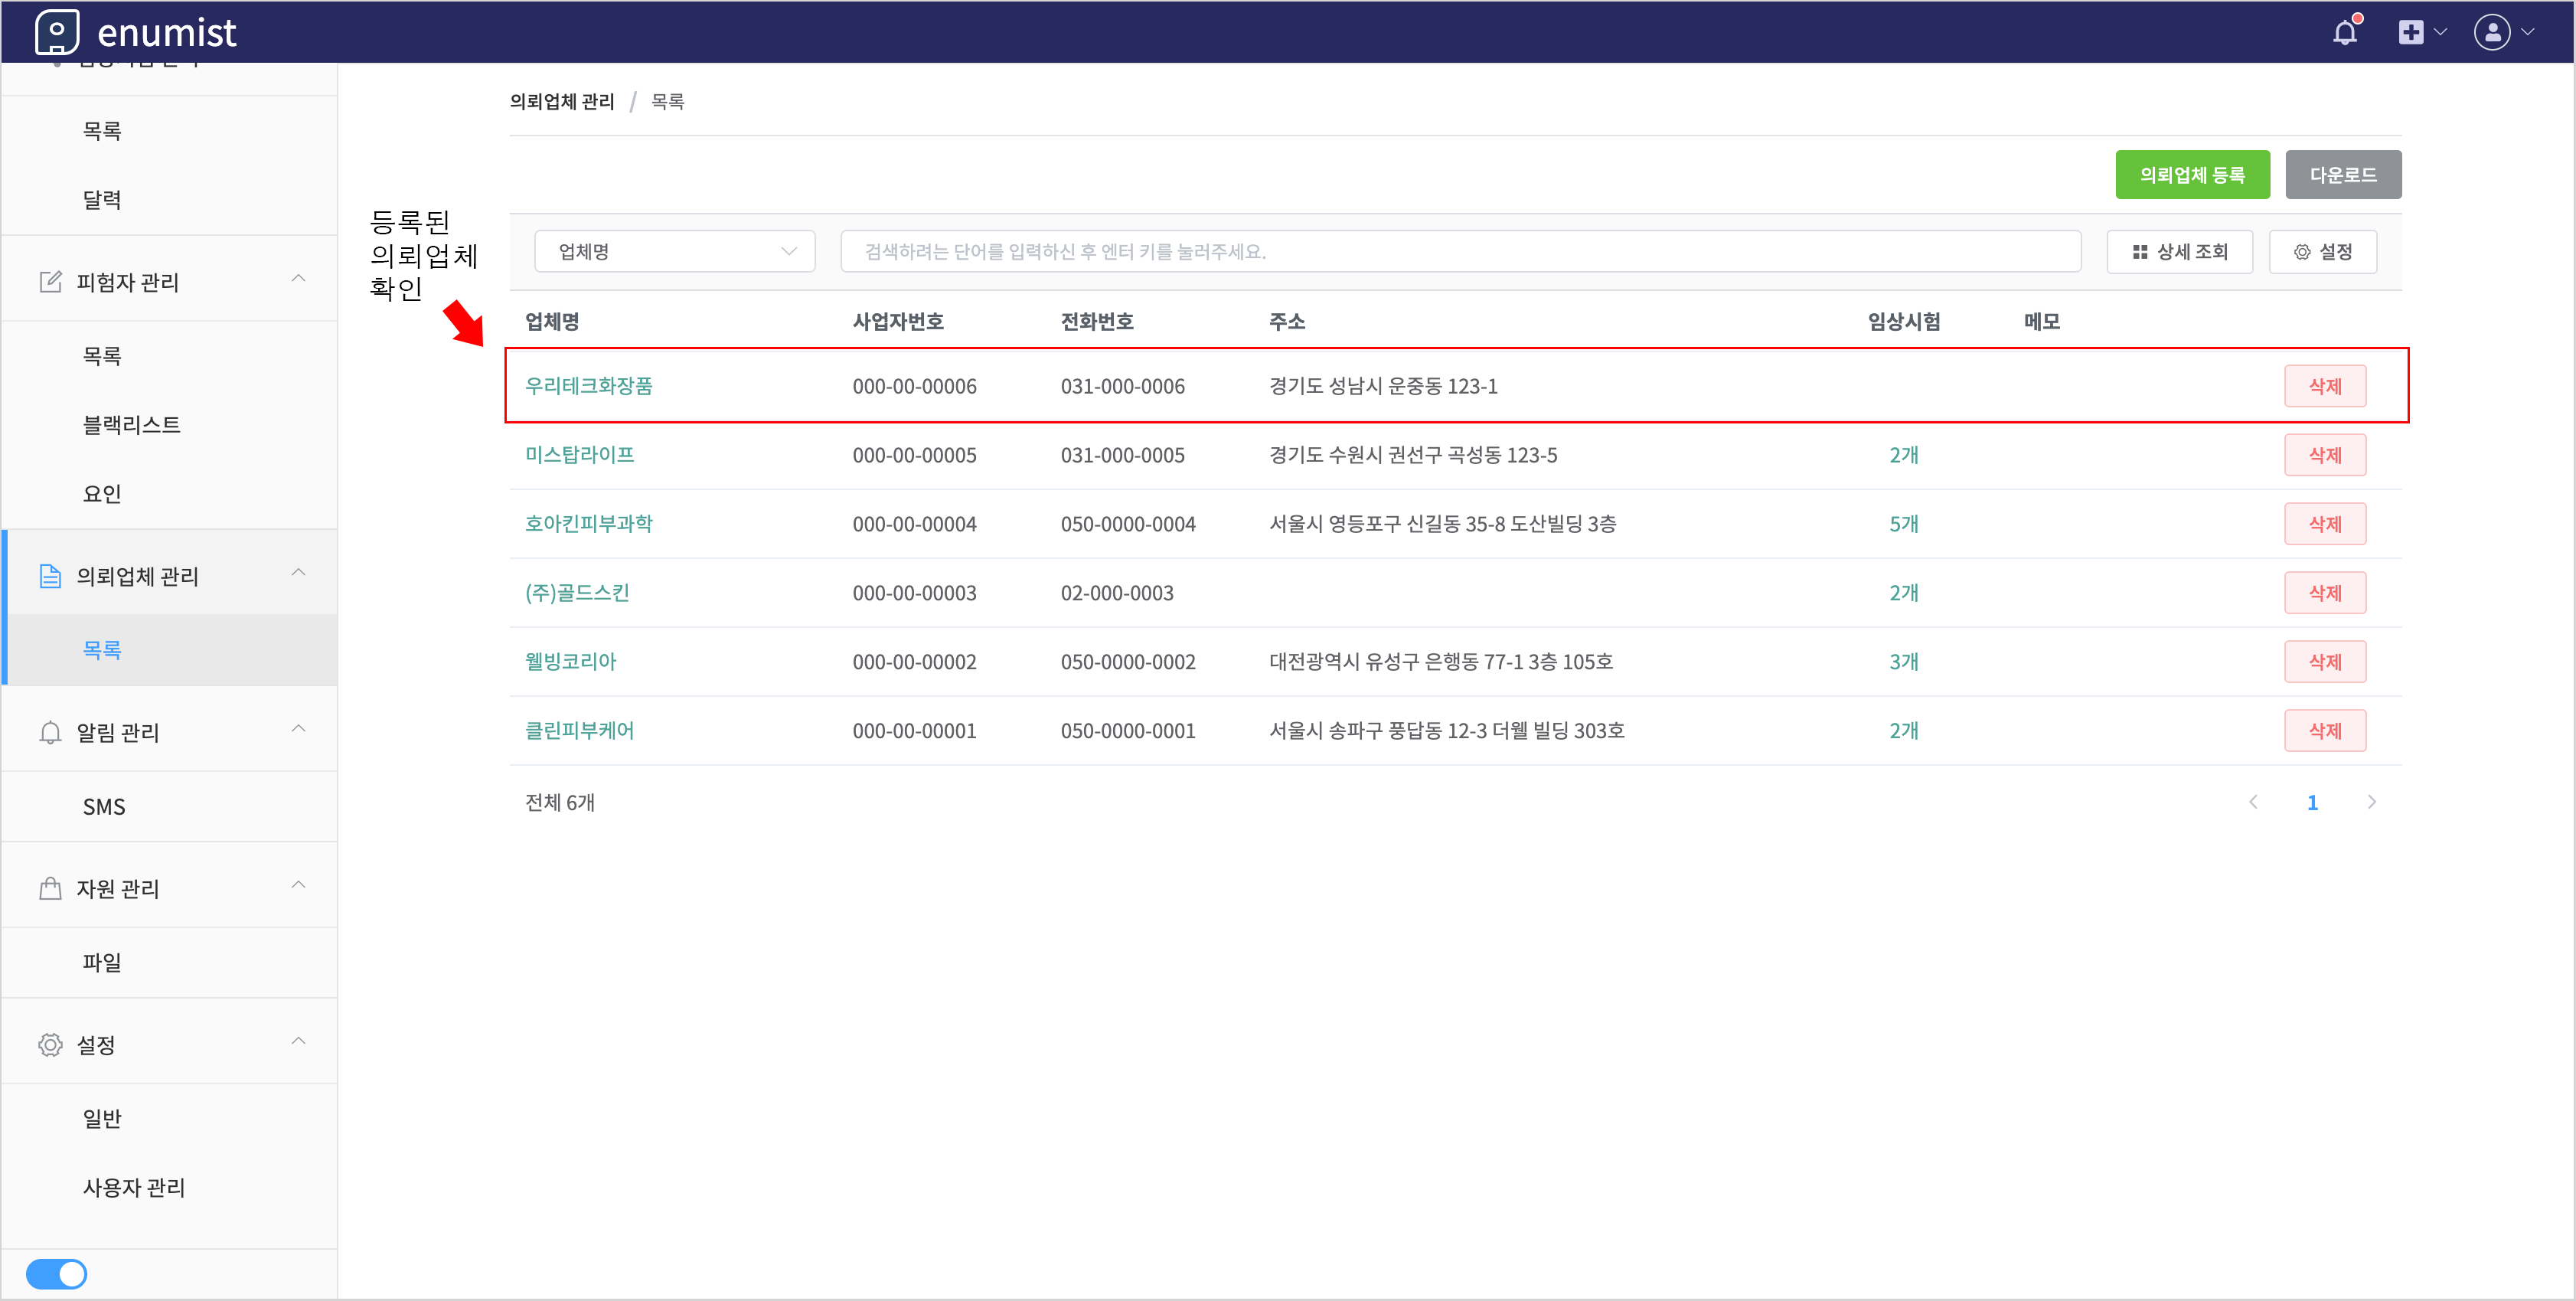 enumist
목록
달력
피험자 관리
목록
블랙리스트
요인
의뢰업체 관리
목록
알림 관리
SMS
자원 관리
파일
설정
일반
사용자 관리
의뢰업체 관리 / 목록
의뢰업체 등록 다운로드
등록된
의뢰업체
확인
업체명 검색하려는 단어를 입력하신 후 엔터 키를 눌러주세요. 상세 조회 설정
업체명 사업자번호 전화번호 주소 임상시험 메모
우리테크화장품 000-00-00006 031-000-0006 경기도 성남시 운중동 123-1 삭제
미스탑라이프 000-00-00005 031-000-0005 경기도 수원시 권선구 곡성동 123-5 2개 삭제
호아킨피부과학 000-00-00004 050-0000-0004 서울시 영등포구 신길동 35-8 도산빌딩 3층 5개 삭제
(주)골드스킨 000-00-00003 02-000-0003 2개 삭제
웰빙코리아 000-00-00002 050-0000-0002 대전광역시 유성구 은행동 77-1 3층 105호 3개 삭제
클린피부케어 000-00-00001 050-0000-0001 서울시 송파구 풍답동 12-3 더웰 빌딩 303호 2개 삭제
전체 6개 1